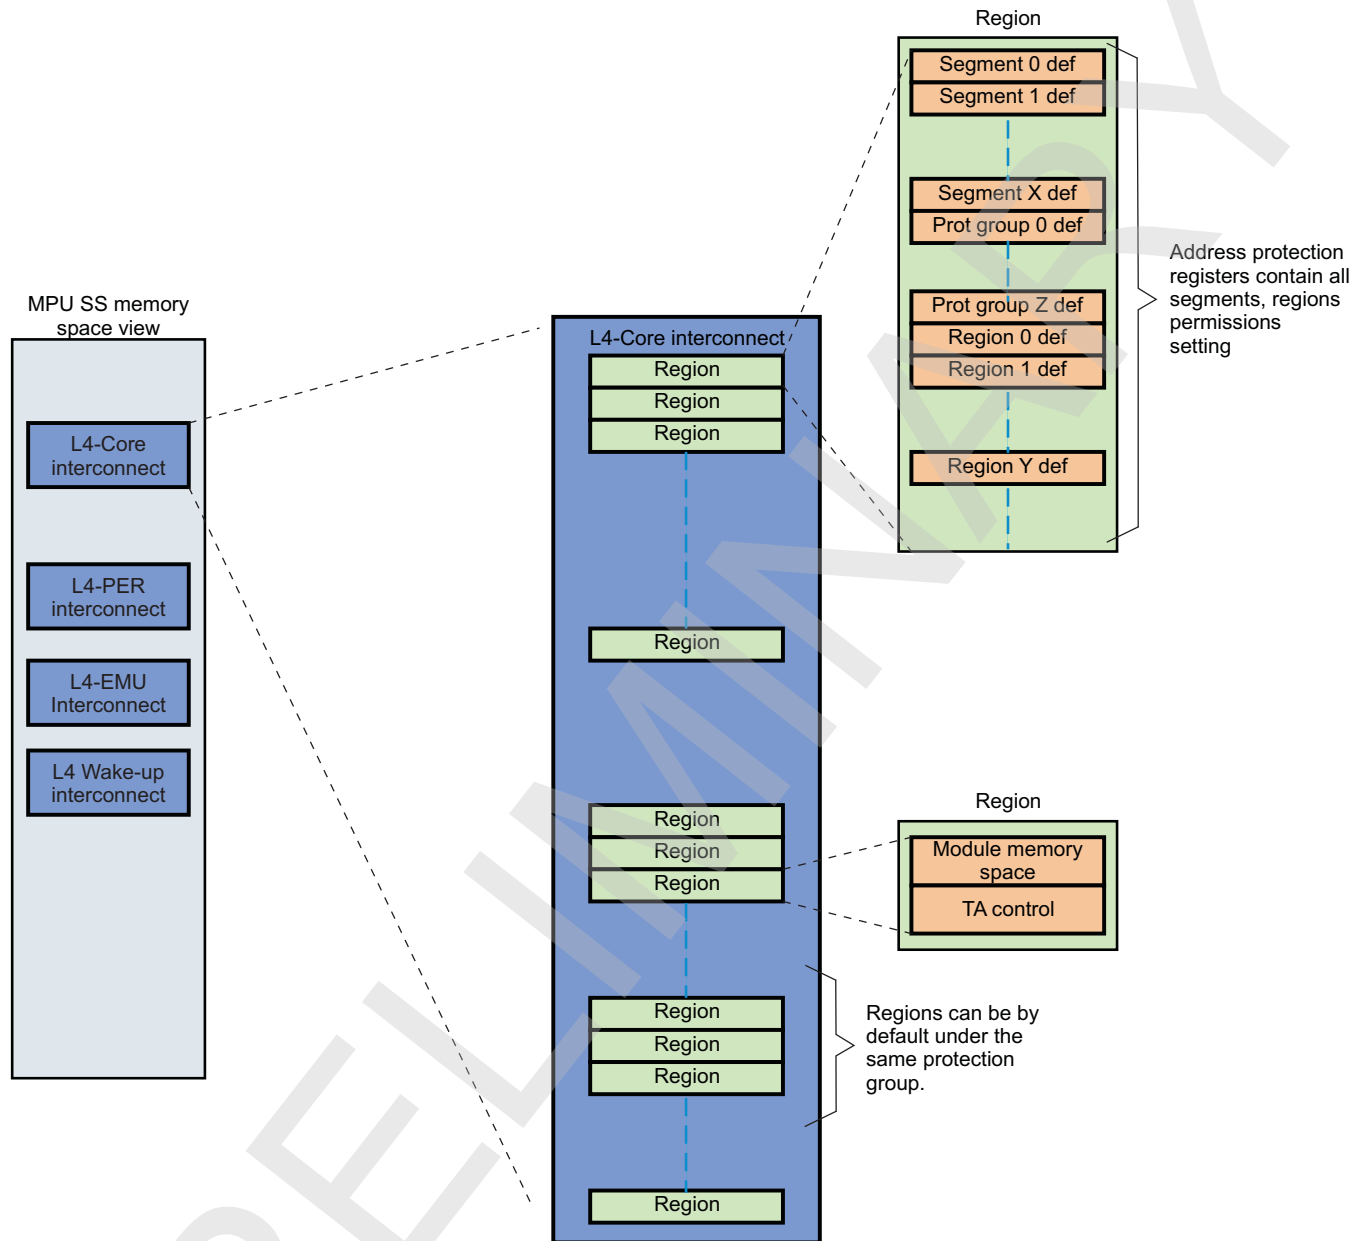 Region
Segment 0 def
Segment 1 def
Segment X def
Prot group 0 def
Prot group Z def
Region 0 def
Region 1 def
Region Y def
Address protection
registers contain all
segments, regions
permissions
setting
MPU SS memory
space view
L4-Core
interconnect
L4-PER
interconnect
L4-EMU
Interconnect
L4 Wake-up
interconnect
L4-Core interconnect
Region
Region
Region
Region
Region
Region
Region
Region
Region
Region
Region
Region
Module memory
space
TA control
Regions can be by
default under the
same protection
group.
PRELIMINARY